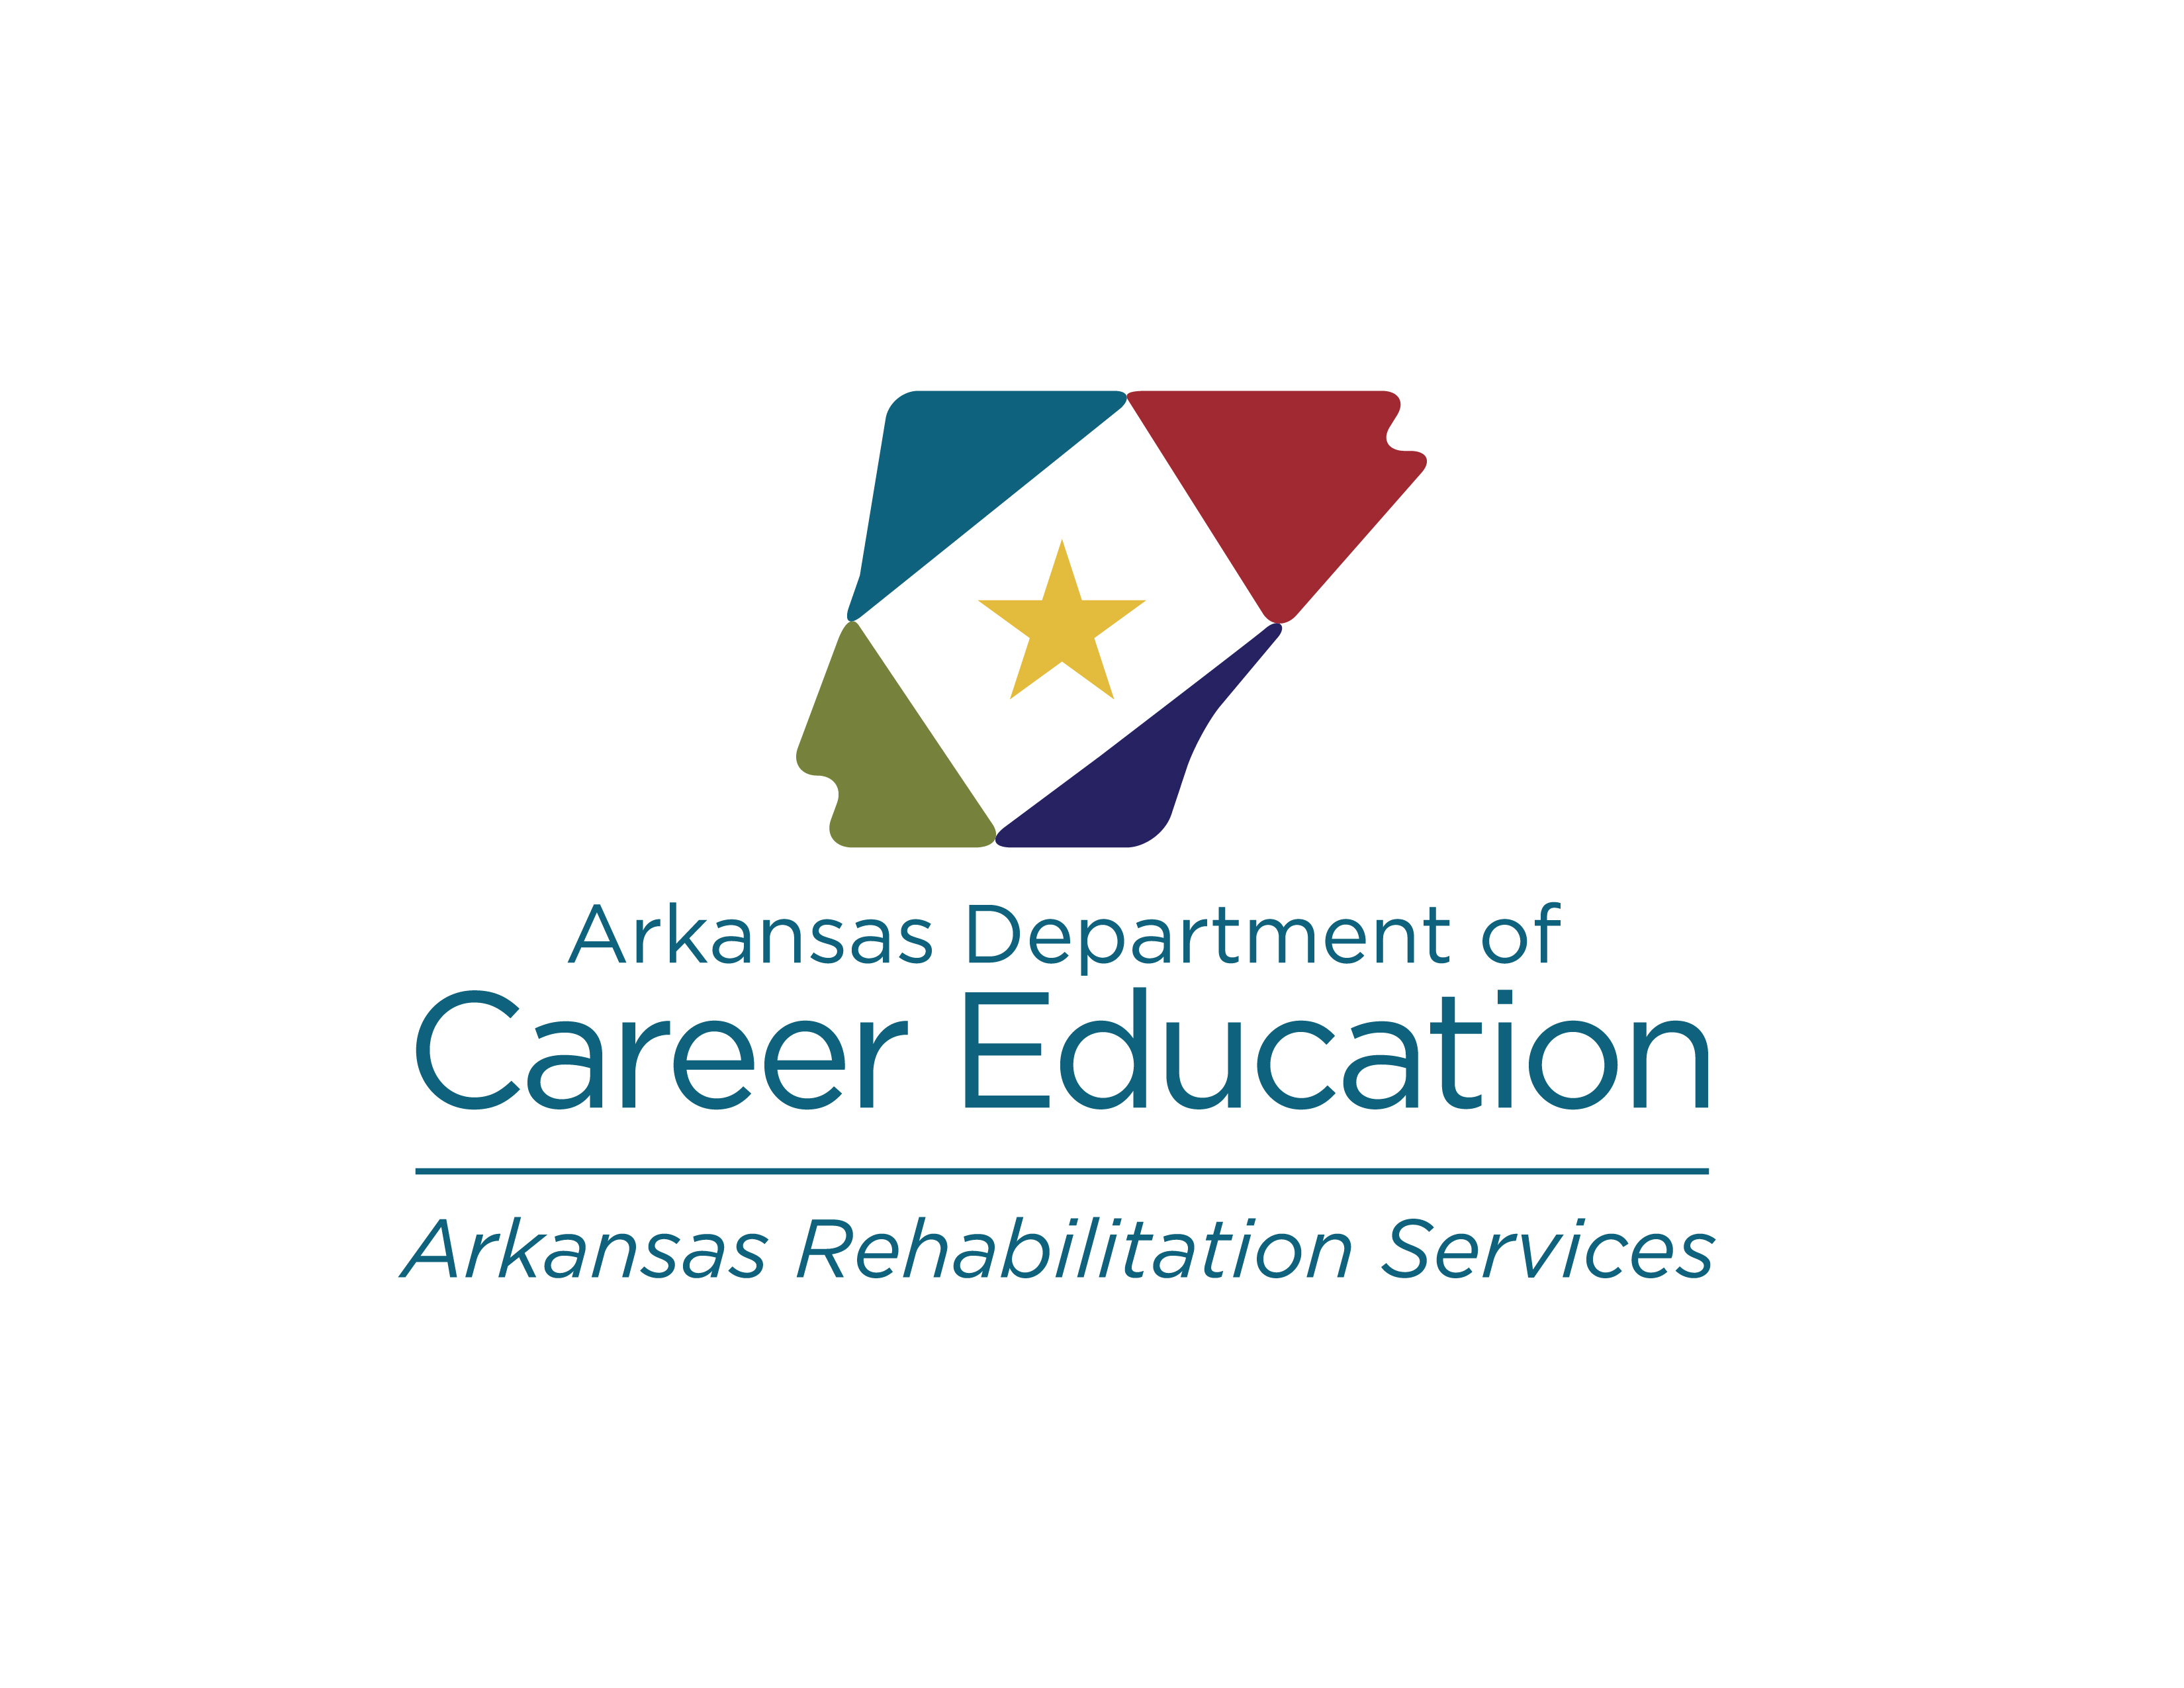 Arkansas Department of
Career Education
Arkansas Rehabilitation Services